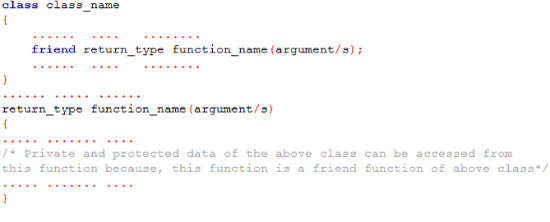 class class_name
{
...... .... ........
friend return_type function_name(argument/s);
...... .... ........
}
...... ..... ......
return_type function_name(argument/s)
{
..... ....... ....
/* Private and protected data of the above class can be accessed from
this function because, this function is a friend function of above class*/
..... ....... ....
}